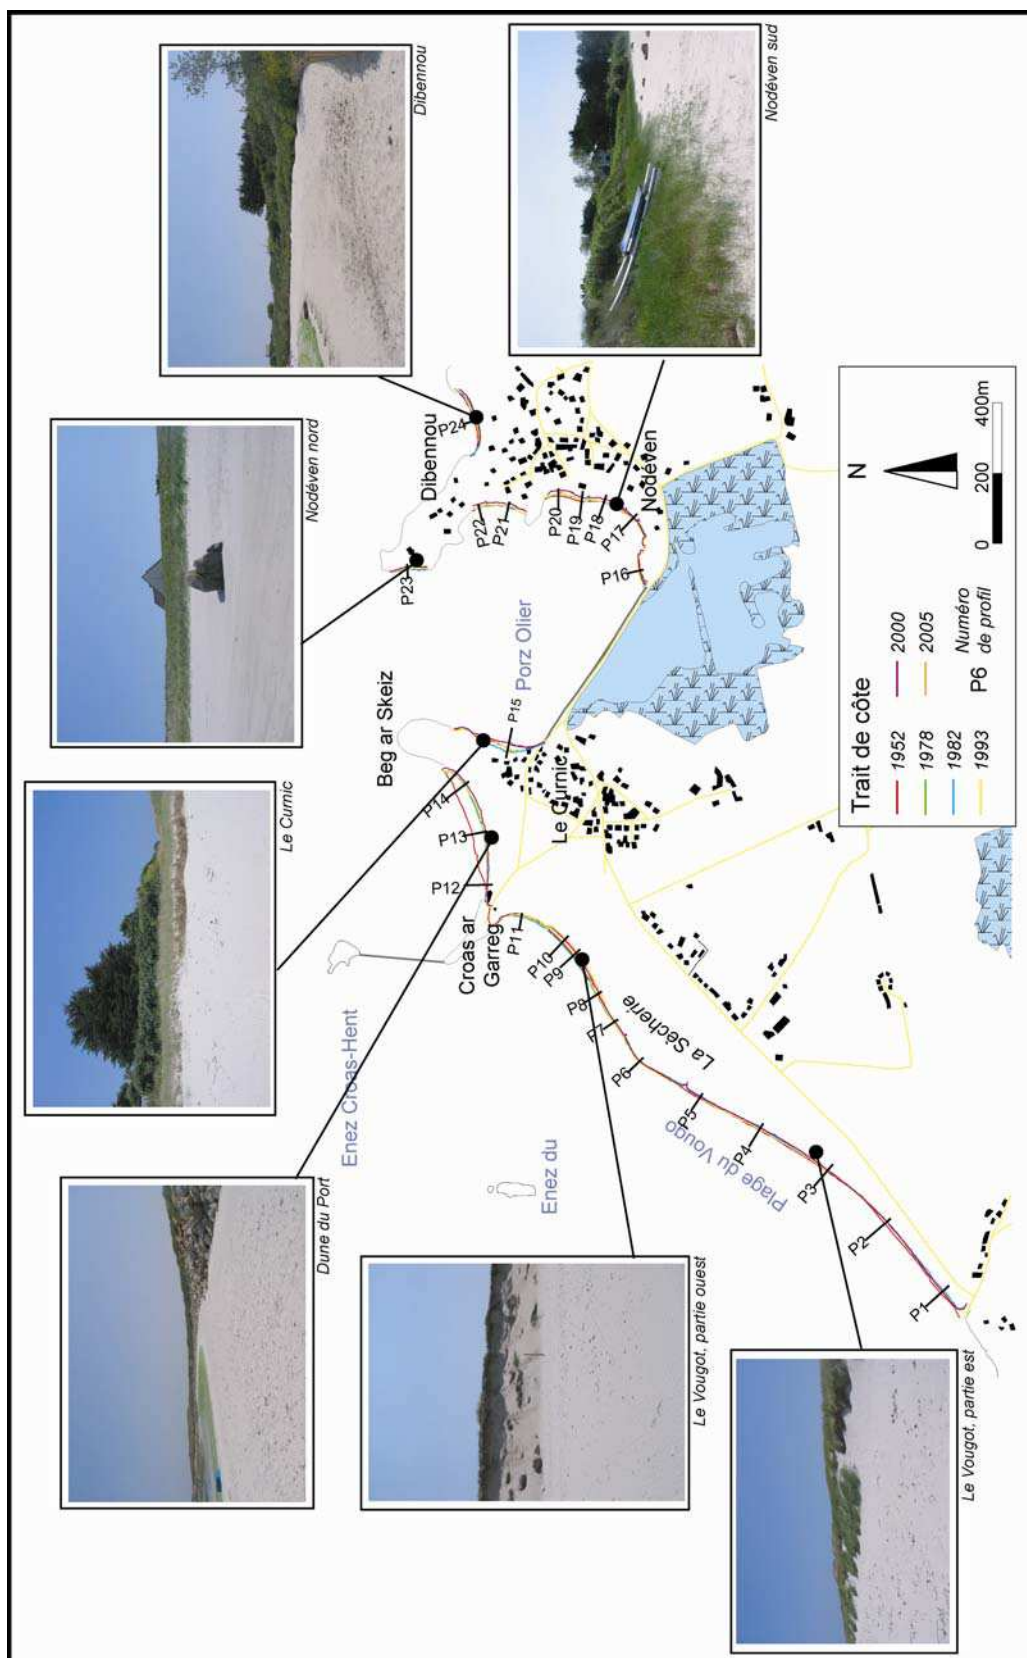 Dibennou
Nodéven sud
Nodéven nord
Le Curnic
Dune du Port
Le Vougot, partie ouest
Le Vougot, partie est
Dibennou
P24
P22
P21
P20
P19
P18
P17
P16
P23
Nodéven
Porz Olier
Beg ar Skeiz
P15
P14
P13
P12
Le Curnic
Croas ar
Garreg
Enez Croas-Hent
Enez du
P11
P10
P9
P8
P7
P6
La Sècherie
P5
P4
Plage du Vougo
P3
P2
P1
N
0 200 400m
Trait de côte
1952
1978
1982
1993
2000
2005
P6 Numéro
de profil